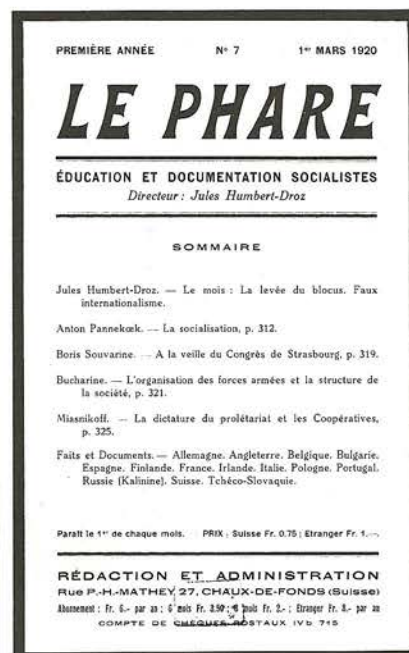 PREMIÈRE ANNÉE N° 7 1er MARS 1920
LE PHARE
ÉDUCATION ET DOCUMENTATION SOCIALISTES
Directeur : Jules Humbert-Droz
SOMMAIRE
Jules Humbert-Droz. — Le mois : La levée du blocus. Faux
internationalisme.
Anton Pannekœk. — La socialisation, p. 312.
Boris Souvarine. — A la veille du Congrès de Strasbourg, p. 319.
Bucharine. — L'organisation des forces armées et la structure de
la société, p. 321.
Miasnikoff. — La dictature du prolétariat et les Coopératives,
p. 325.
Faits et Documents. — Allemagne. Angleterre. Belgique. Bulgarie.
Espagne. Finlande. France. Irlande. Italie. Pologne. Portugal.
Russie (Kalinine). Suisse. Tchéco-Slovaquie.
Paraît le 1er de chaque mois. PRIX : Suisse Fr. 0.75 ; Etranger Fr. 1.—.
RÉDACTION ET ADMINISTRATION
Rue P.-H.-MATHEY, 27, CHAUX-DE-FONDS (Suisse)
Abonnement : Fr. 6.- par an ; 6 mois Fr. 3.50 ; mois Fr. 2.- ; Etranger Fr. 8.- par an
COMPTE DE CHÈQUES POSTAUX IVb 715